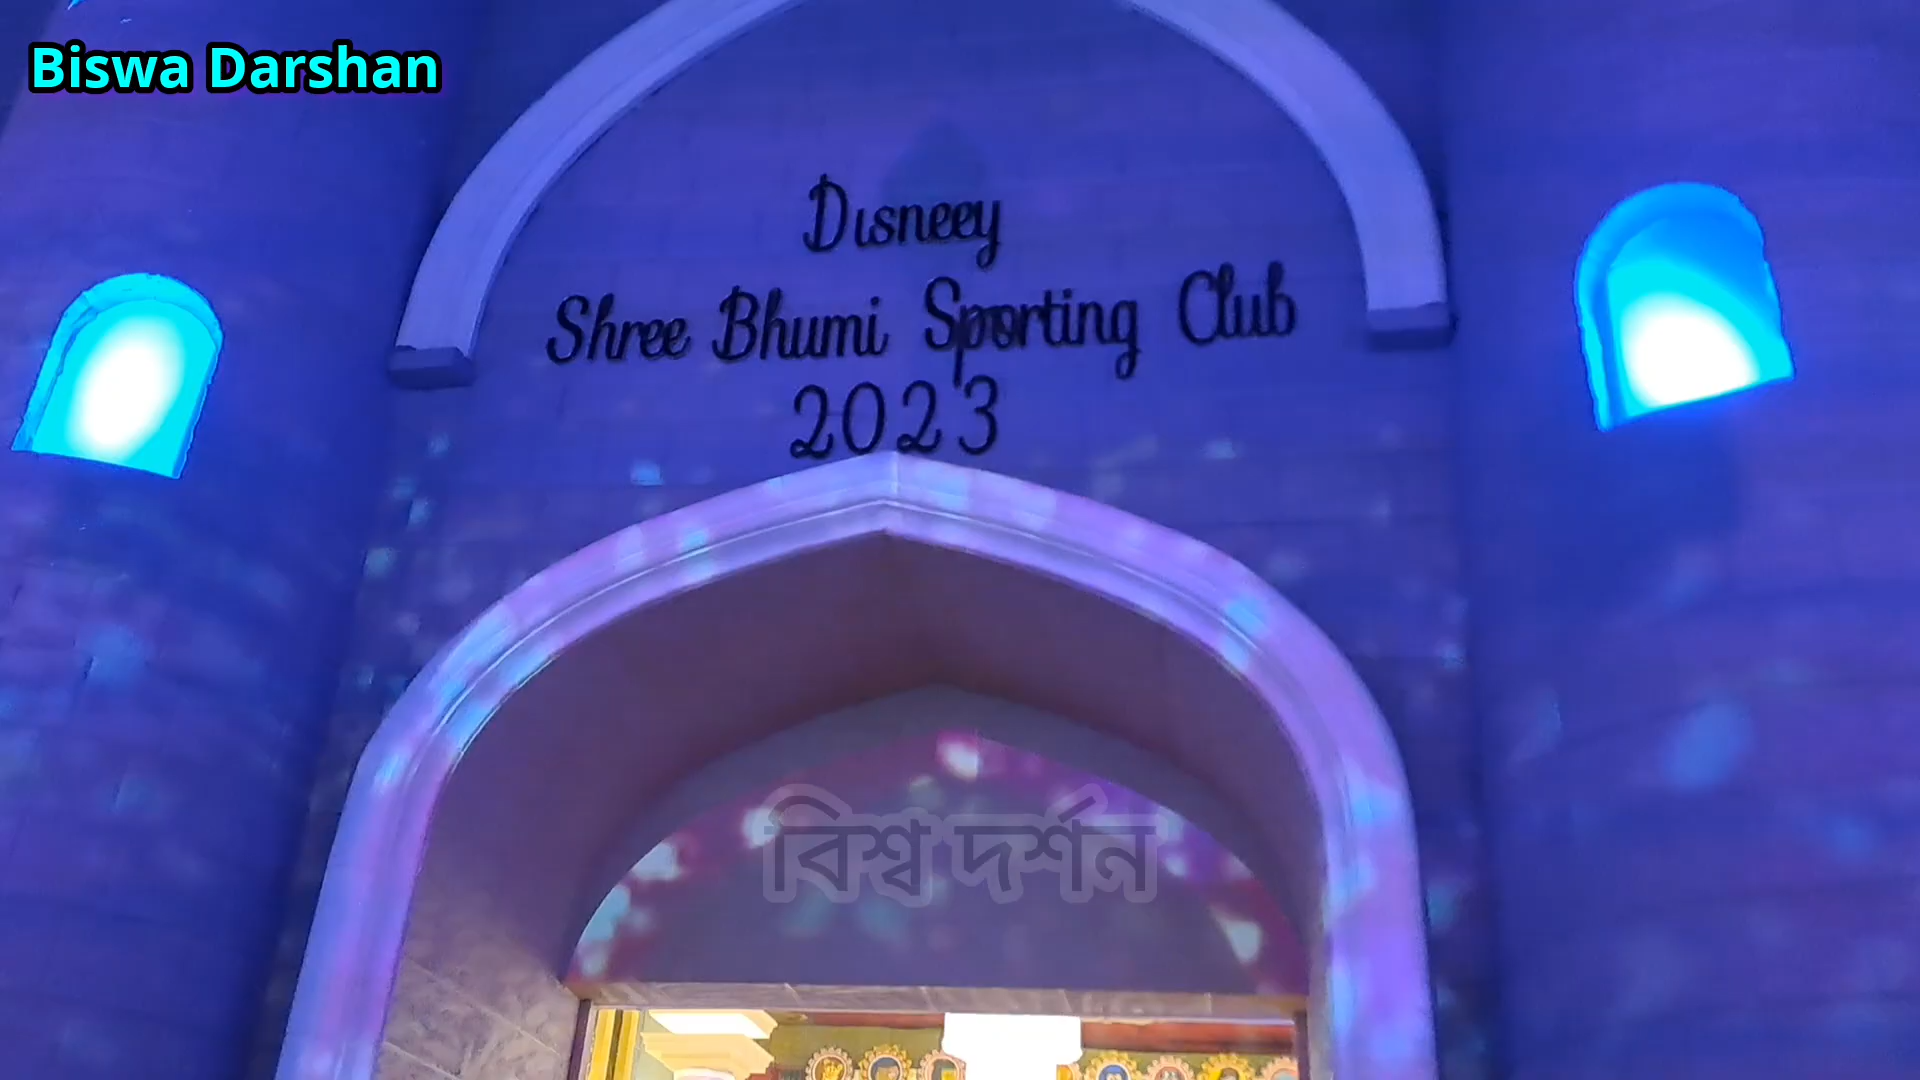 Biswa Darshan
Disneey
Shree Bhumi Sporting Club
2023
বিশ্ব দর্শন